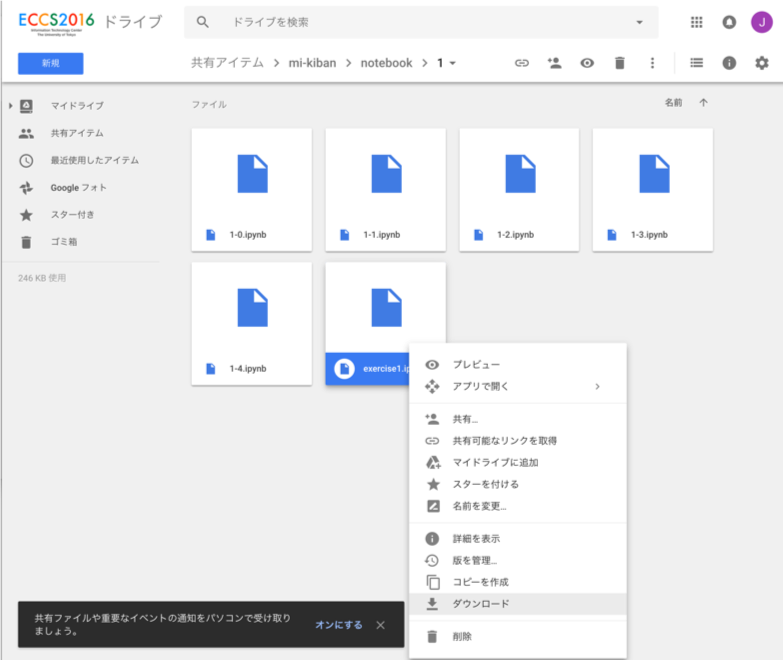 ECCS2016 ドライブ
Information Technology Center
The University of Tokyo
ドライブを検索
J
新規
共有アイテム > mi-kiban > notebook > 1
マイドライブ
共有アイテム
最近使用したアイテム
Google フォト
スター付き
ゴミ箱
246 KB 使用
ファイル
名前
1-0.ipynb
1-1.ipynb
1-2.ipynb
1-3.ipynb
1-4.ipynb
exercise1.ip
プレビュー
アプリで開く
共有...
共有可能なリンクを取得
マイドライブに追加
スターを付ける
名前を変更...
詳細を表示
版を管理...
コピーを作成
ダウンロード
削除
共有ファイルや重要なイベントの通知をパソコンで受け取り
ましょう。
オンにする